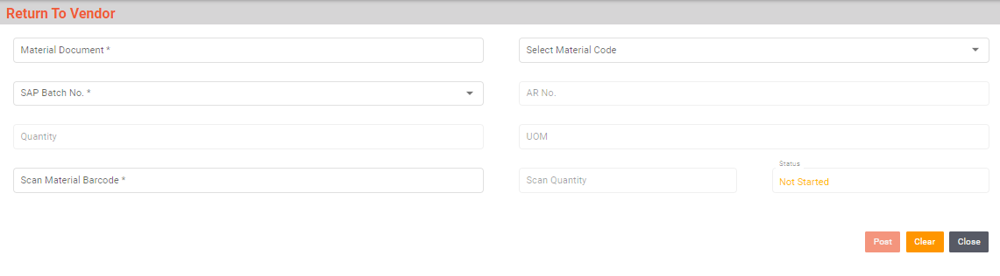 Return To Vendor
Material Document *
Select Material Code
SAP Batch No. *
AR No.
Quantity
UOM
Scan Material Barcode *
Scan Quantity
Status
Not Started
Post
Clear
Close